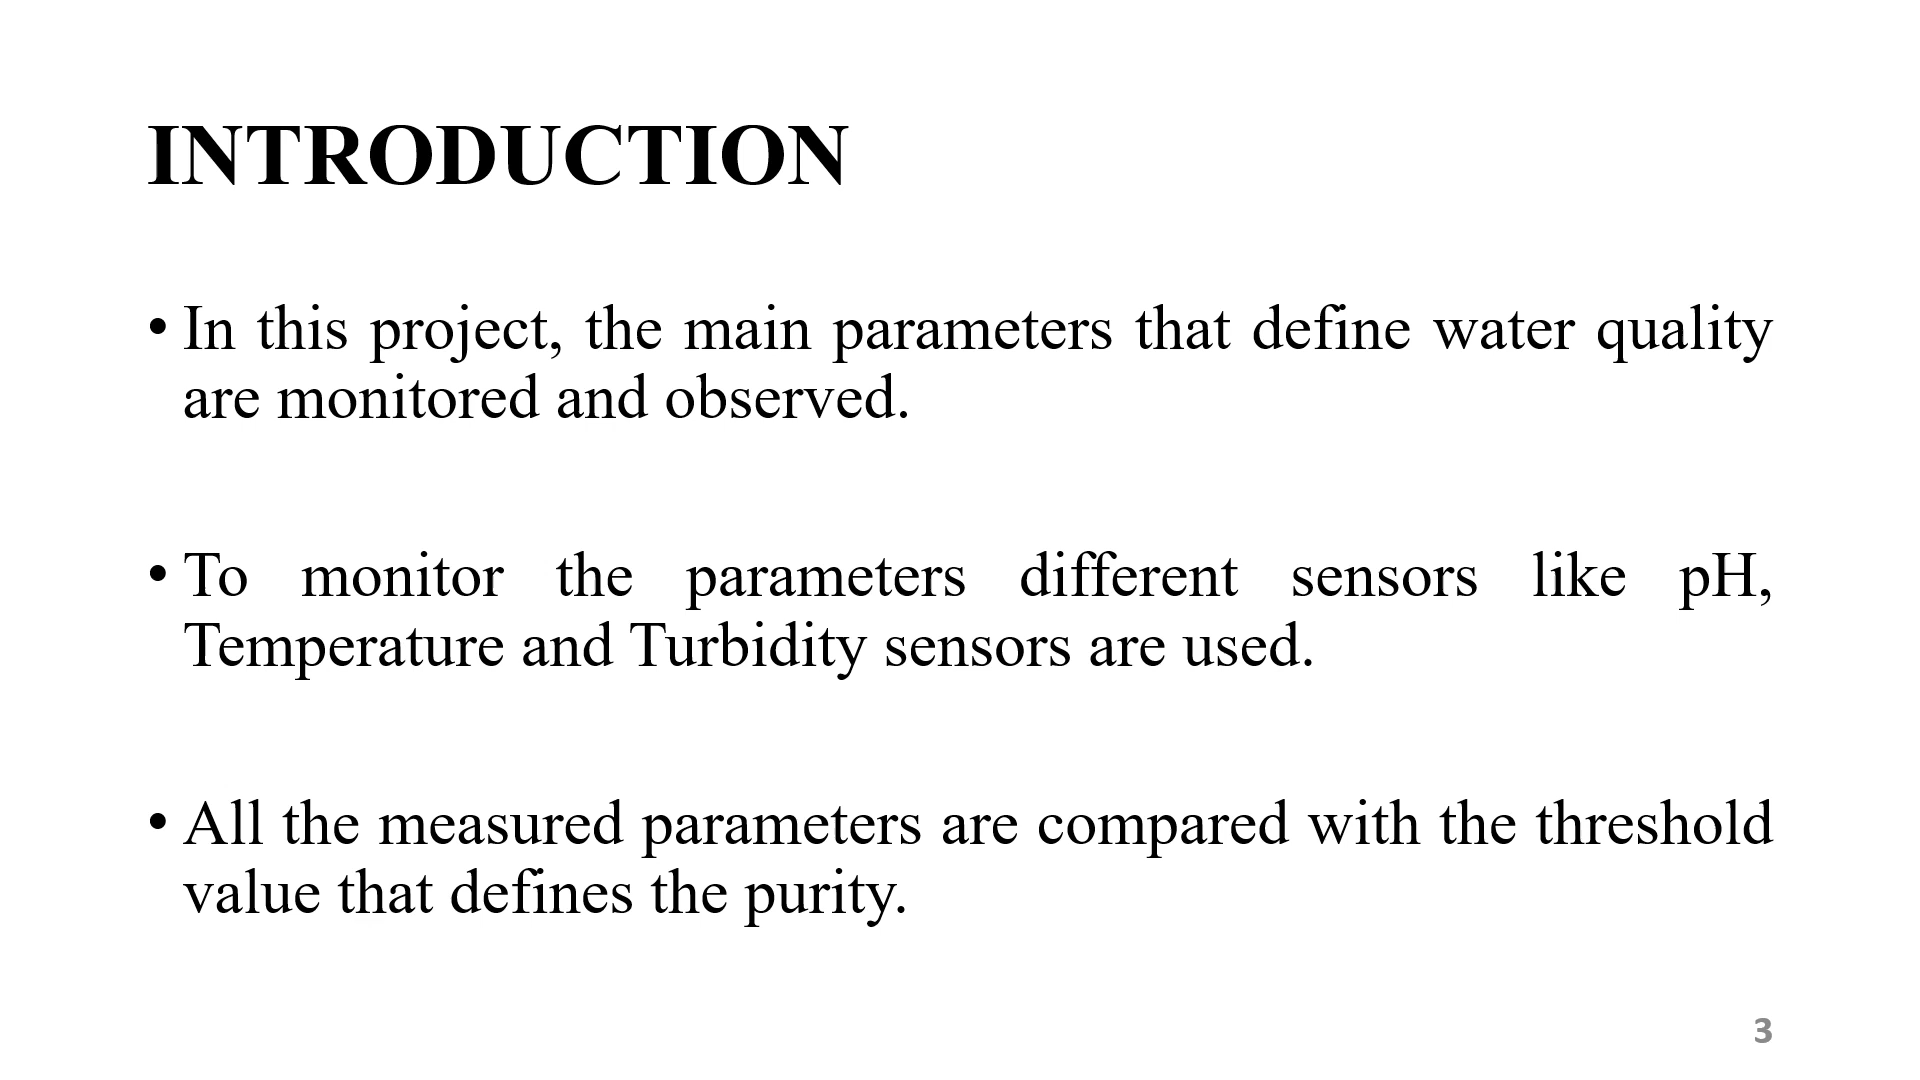 INTRODUCTION
• In this project, the main parameters that define water quality
are monitored and observed.
• To monitor the parameters different sensors like pH,
Temperature and Turbidity sensors are used.
• All the measured parameters are compared with the threshold
value that defines the purity.
3